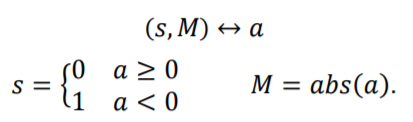 (s, M) ↔ a
s = {0 a ≥ 0
1 a < 0
M = abs(a).